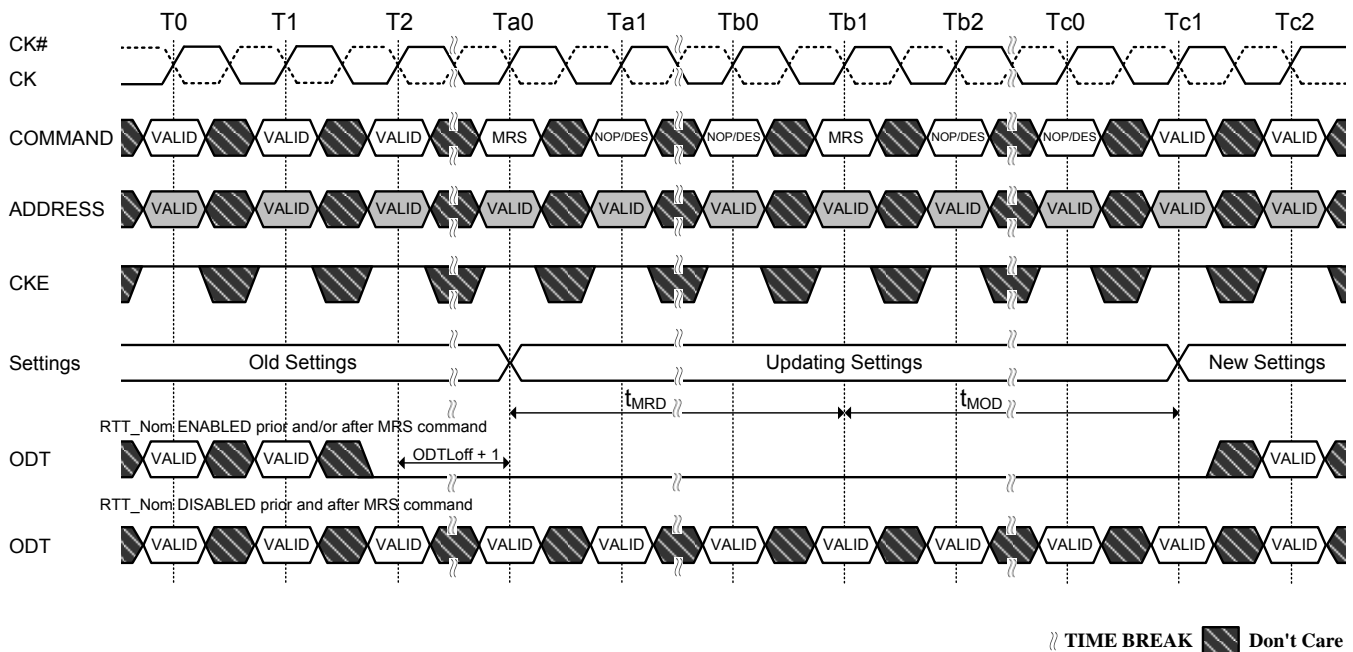 T0 T1 T2 Ta0 Ta1 Tb0 Tb1 Tb2 Tc0 Tc1 Tc2
CK#
CK
COMMAND VALID VALID VALID MRS NOP/DES NOP/DES MRS NOP/DES NOP/DES VALID VALID
ADDRESS VALID VALID VALID VALID VALID VALID VALID VALID VALID VALID VALID
CKE
Settings Old Settings Updating Settings New Settings
tMRD tMOD
RTT_Nom ENABLED prior and/or after MRS command
ODT VALID VALID ODTLoff + 1 VALID
RTT_Nom DISABLED prior and after MRS command
ODT VALID VALID VALID VALID VALID VALID VALID VALID VALID VALID VALID
TIME BREAK Don't Care